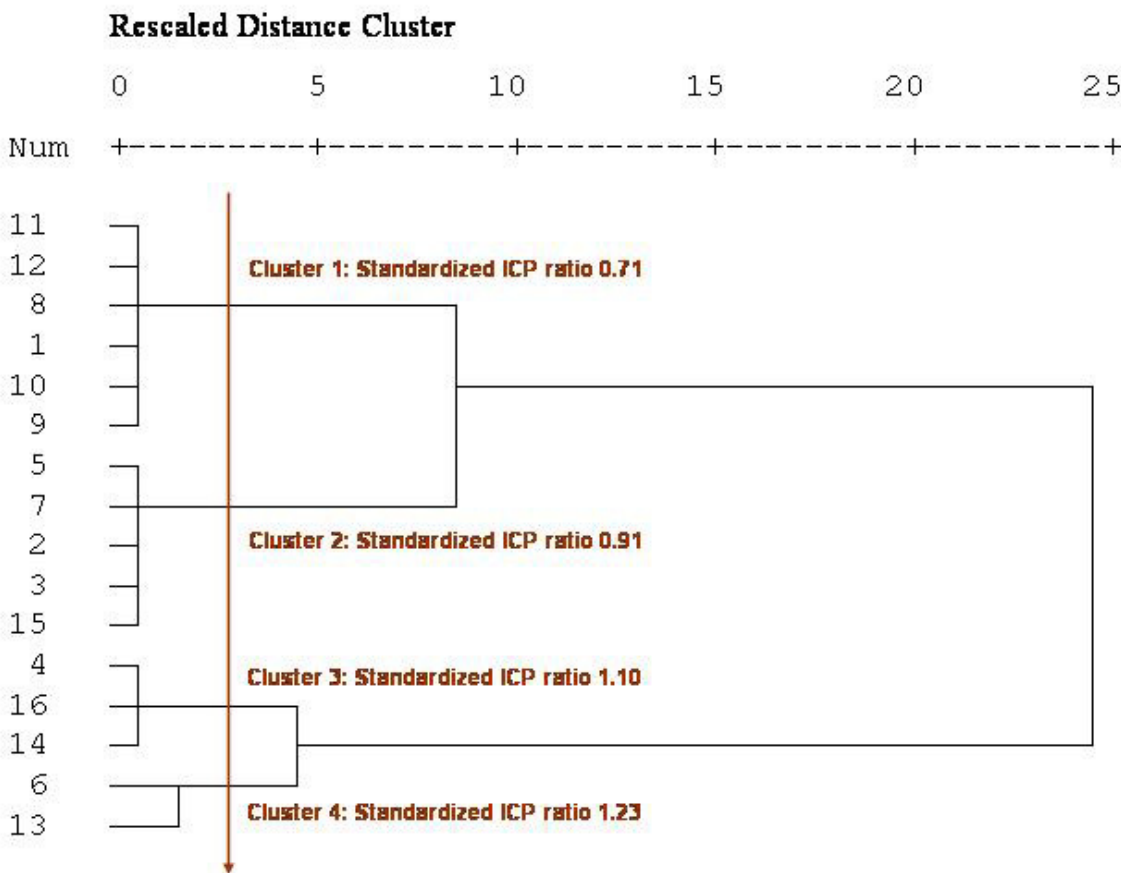 Rescaled Distance Cluster
0 5 10 15 20 25
Num +---------+---------+---------+---------+---------+
11
12
Cluster 1: Standardized ICP ratio 0.71
8
1
10
9
5
7
2
Cluster 2: Standardized ICP ratio 0.91
3
15
4
Cluster 3: Standardized ICP ratio 1.10
16
14
6
Cluster 4: Standardized ICP ratio 1.23
13